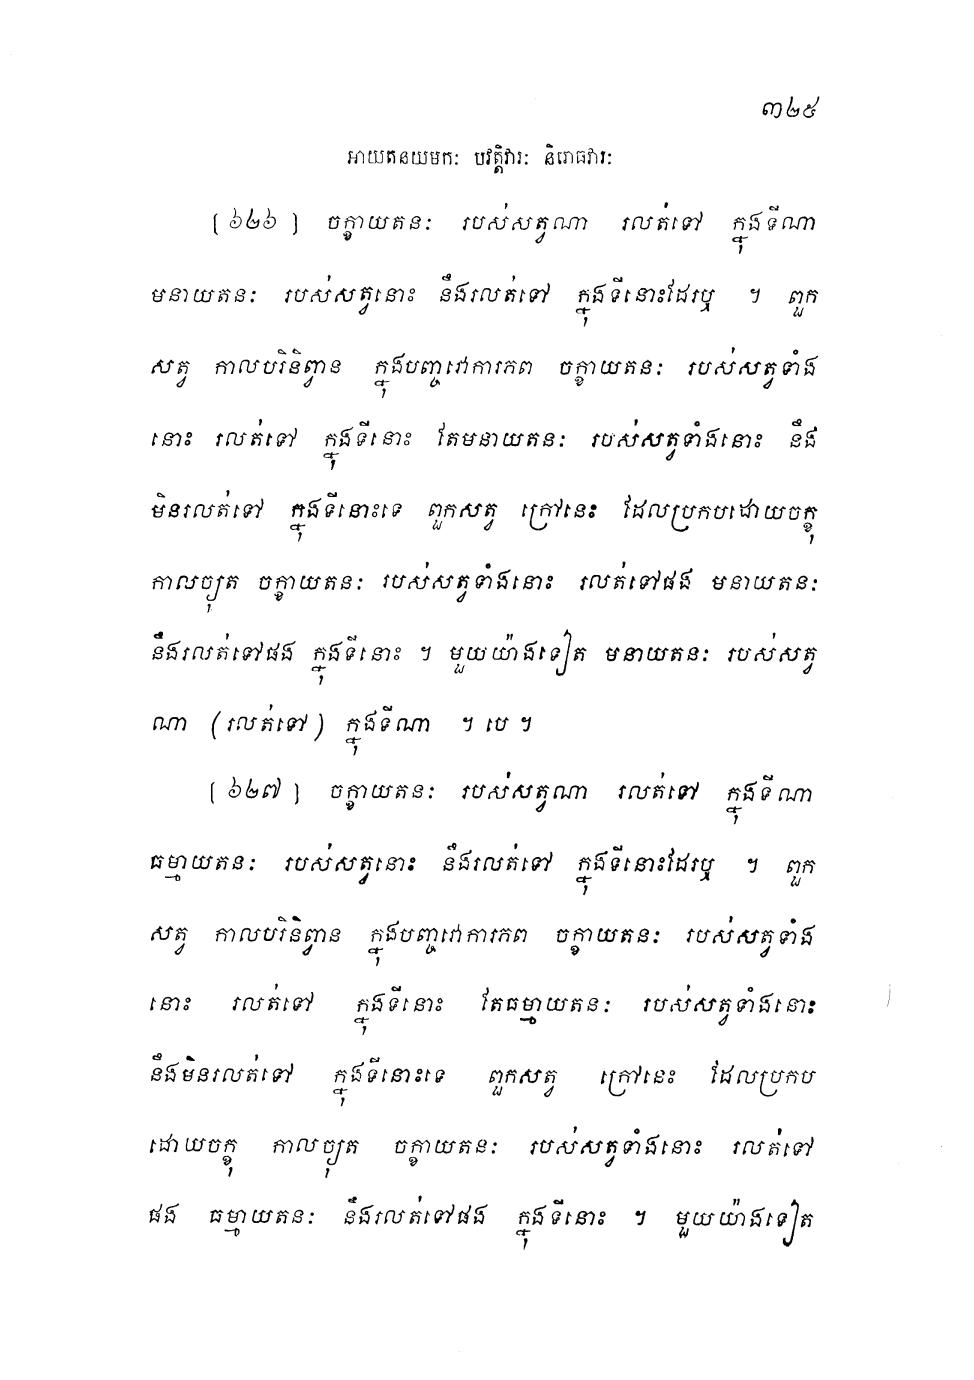 ៣២៥
អាយតនយមកៈ បវត្តិវារៈ និរោធវារៈ
[៦២៦] ចក្ខាយតនៈ របស់សត្វណា រលត់ទៅ ក្នុងទីណា
មនាយតនៈ របស់សត្វនោះ នឹងរលត់ទៅ ក្នុងទីនោះដែរឬ ។ ពួក
សត្វ កាលបរិនិព្វាន ក្នុងបញ្ចវោការភព ចក្ខាយតនៈ របស់សត្វទាំង
នោះ រលត់ទៅ ក្នុងទីនោះ តែមនាយតនៈ របស់សត្វទាំងនោះ នឹង
មិនរលត់ទៅ ក្នុងទីនោះទេ ពួកសត្វ ក្រៅនេះ ដែលប្រកបដោយចក្ខុ
កាលច្យុត ចក្ខាយតនៈ របស់សត្វទាំងនោះ រលត់ទៅផង មនាយតនៈ
នឹងរលត់ទៅផង ក្នុងទីនោះ ។ មួយយ៉ាងទៀត មនាយតនៈ របស់សត្វ
ណា (រលត់ទៅ) ក្នុងទីណា ។ បេ ។
[៦២៧] ចក្ខាយតនៈ របស់សត្វណា រលត់ទៅ ក្នុងទីណា
ធម្មាយតនៈ របស់សត្វនោះ នឹងរលត់ទៅ ក្នុងទីនោះដែរឬ ។ ពួក
សត្វ កាលបរិនិព្វាន ក្នុងបញ្ចវោការភព ចក្ខាយតនៈ របស់សត្វទាំង
នោះ រលត់ទៅ ក្នុងទីនោះ តែធម្មាយតនៈ របស់សត្វទាំងនោះ
នឹងមិនរលត់ទៅ ក្នុងទីនោះទេ ពួកសត្វ ក្រៅនេះ ដែលប្រកប
ដោយចក្ខុ កាលច្យុត ចក្ខាយតនៈ របស់សត្វទាំងនោះ រលត់ទៅ
ផង ធម្មាយតនៈ នឹងរលត់ទៅផង ក្នុងទីនោះ ។ មួយយ៉ាងទៀត